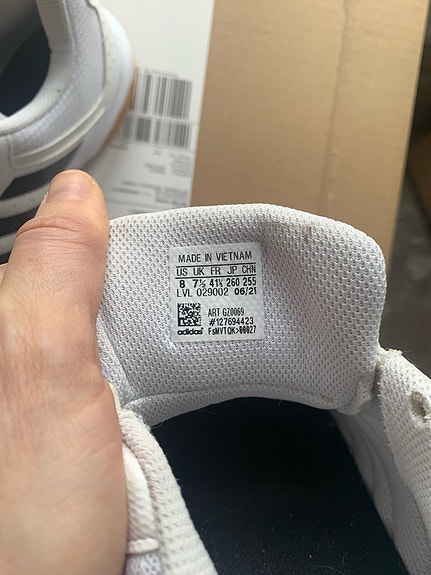 MADE IN VIETNAM
US UK FR JP CHN
8 7½ 41⅓ 260 255
LVL 029002 06/21
ART GZ0069
#127694423
adidas FsMVTQK>00027